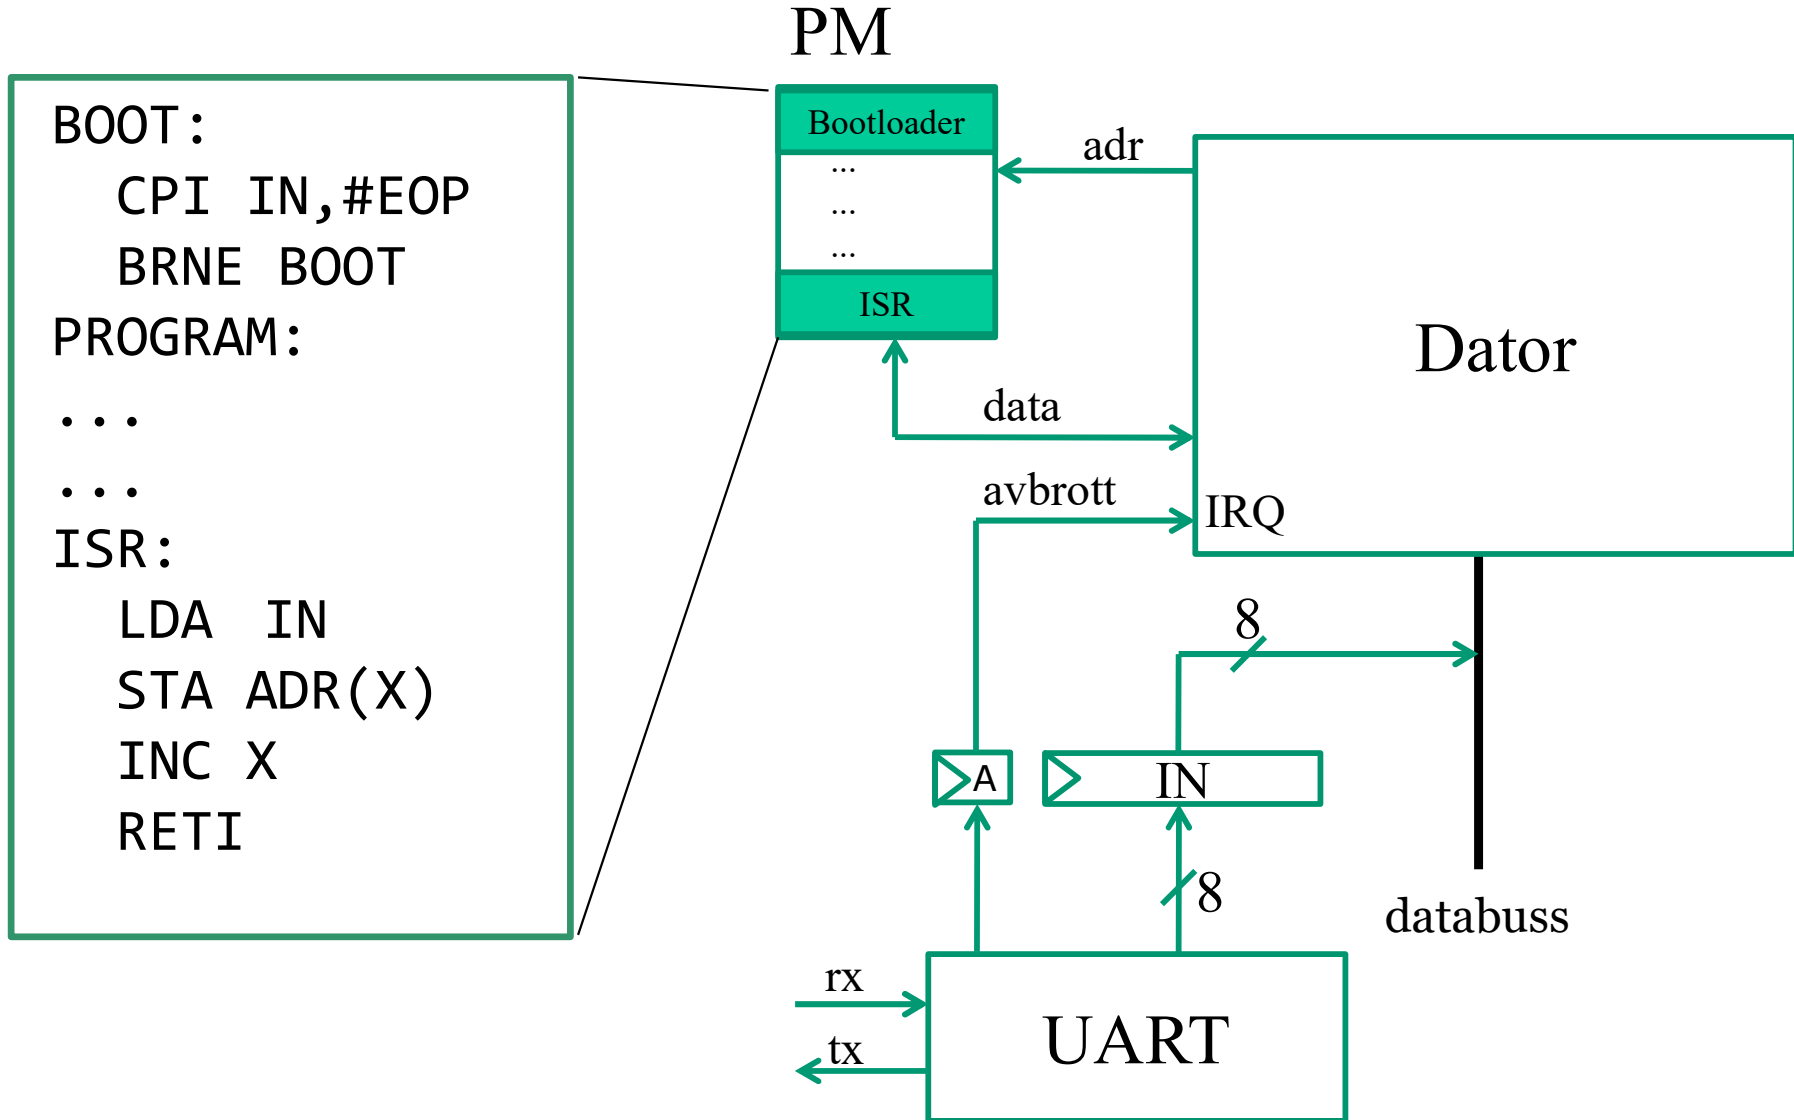 PM
BOOT:
CPI IN,#EOP
BRNE BOOT
PROGRAM:
...
...
ISR:
LDA IN
STA ADR(X)
INC X
RETI
Bootloader
...
...
...
ISR
adr
Dator
data
avbrott
IRQ
8
A
IN
8
databuss
rx
tx
UART